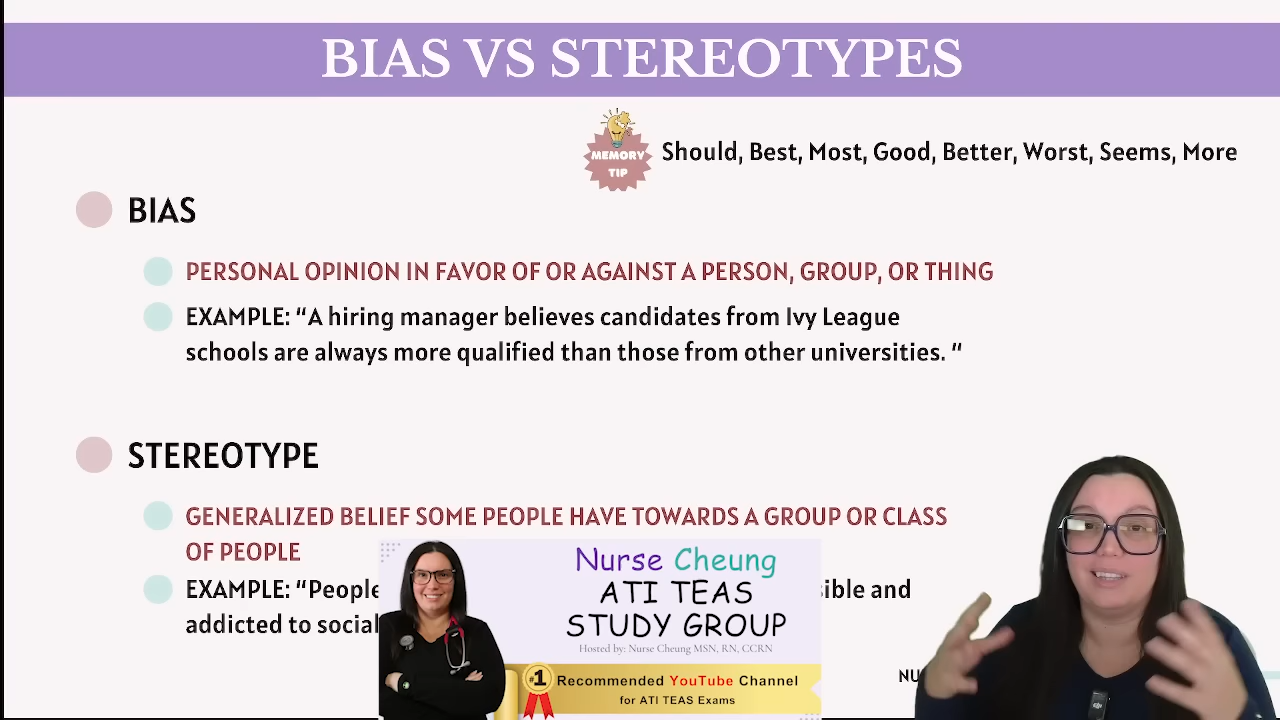 BIAS VS STEREOTYPES
MEMORY
TIP
Should, Best, Most, Good, Better, Worst, Seems, More
BIAS
PERSONAL OPINION IN FAVOR OF OR AGAINST A PERSON, GROUP, OR THING
EXAMPLE: “A hiring manager believes candidates from Ivy League
schools are always more qualified than those from other universities. “
STEREOTYPE
GENERALIZED BELIEF SOME PEOPLE HAVE TOWARDS A GROUP OR CLASS
OF PEOPLE
EXAMPLE: “People sible and
addicted to social
Nurse Cheung
ATI TEAS
STUDY GROUP
Hosted by: Nurse Cheung MSN, RN, CCRN
#1 Recommended YouTube Channel
for ATI TEAS Exams
NU